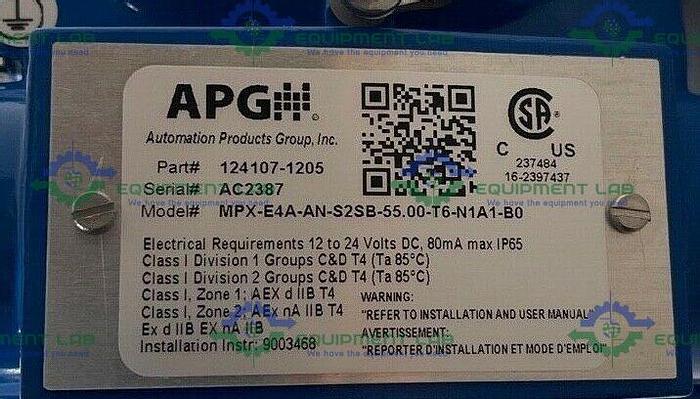 APG
Automation Products Group, Inc.
Part# 124107-1205
Serial# AC2387
Model# MPX-E4A-AN-S2SB-55.00-T6-N1A1-B0
CSA
C US
237484
16-2397437
Electrical Requirements 12 to 24 Volts DC, 80mA max IP65
Class I Division 1 Groups C&D T4 (Ta 85°C)
Class I Division 2 Groups C&D T4 (Ta 85°C)
Class I, Zone 1; AEX d IIB T4
Class I, Zone 2; AEx nA IIB T4
Ex d IIB EX nA IIB
Installation Instr: 9003468
WARNING:
"REFER TO INSTALLATION AND USER MANUAL"
AVERTISSEMENT:
"REPORTER D'INSTALLATION ET MODE D'EMPLOI"
EQUIPMENT LAB
We have the equipment you need